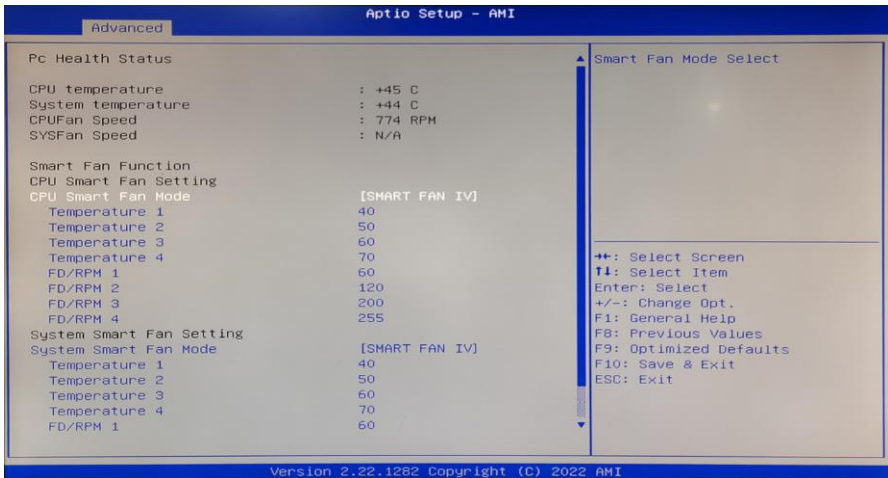 Aptio Setup - AMI
Advanced
Pc Health Status
CPU temperature : +45 C
System temperature : +44 C
CPUFan Speed : 774 RPM
SYSFan Speed : N/A
Smart Fan Function
CPU Smart Fan Setting
CPU Smart Fan Mode [SMART FAN IV]
Temperature 1 40
Temperature 2 50
Temperature 3 60
Temperature 4 70
FD/RPM 1 60
FD/RPM 2 120
FD/RPM 3 200
FD/RPM 4 255
System Smart Fan Setting
System Smart Fan Mode [SMART FAN IV]
Temperature 1 40
Temperature 2 50
Temperature 3 60
Temperature 4 70
FD/RPM 1 60
Smart Fan Mode Select
→←: Select Screen
↑↓: Select Item
Enter: Select
+/-: Change Opt.
F1: General Help
F8: Previous Values
F9: Optimized Defaults
F10: Save & Exit
ESC: Exit
Version 2.22.1282 Copyright (C) 2022 AMI